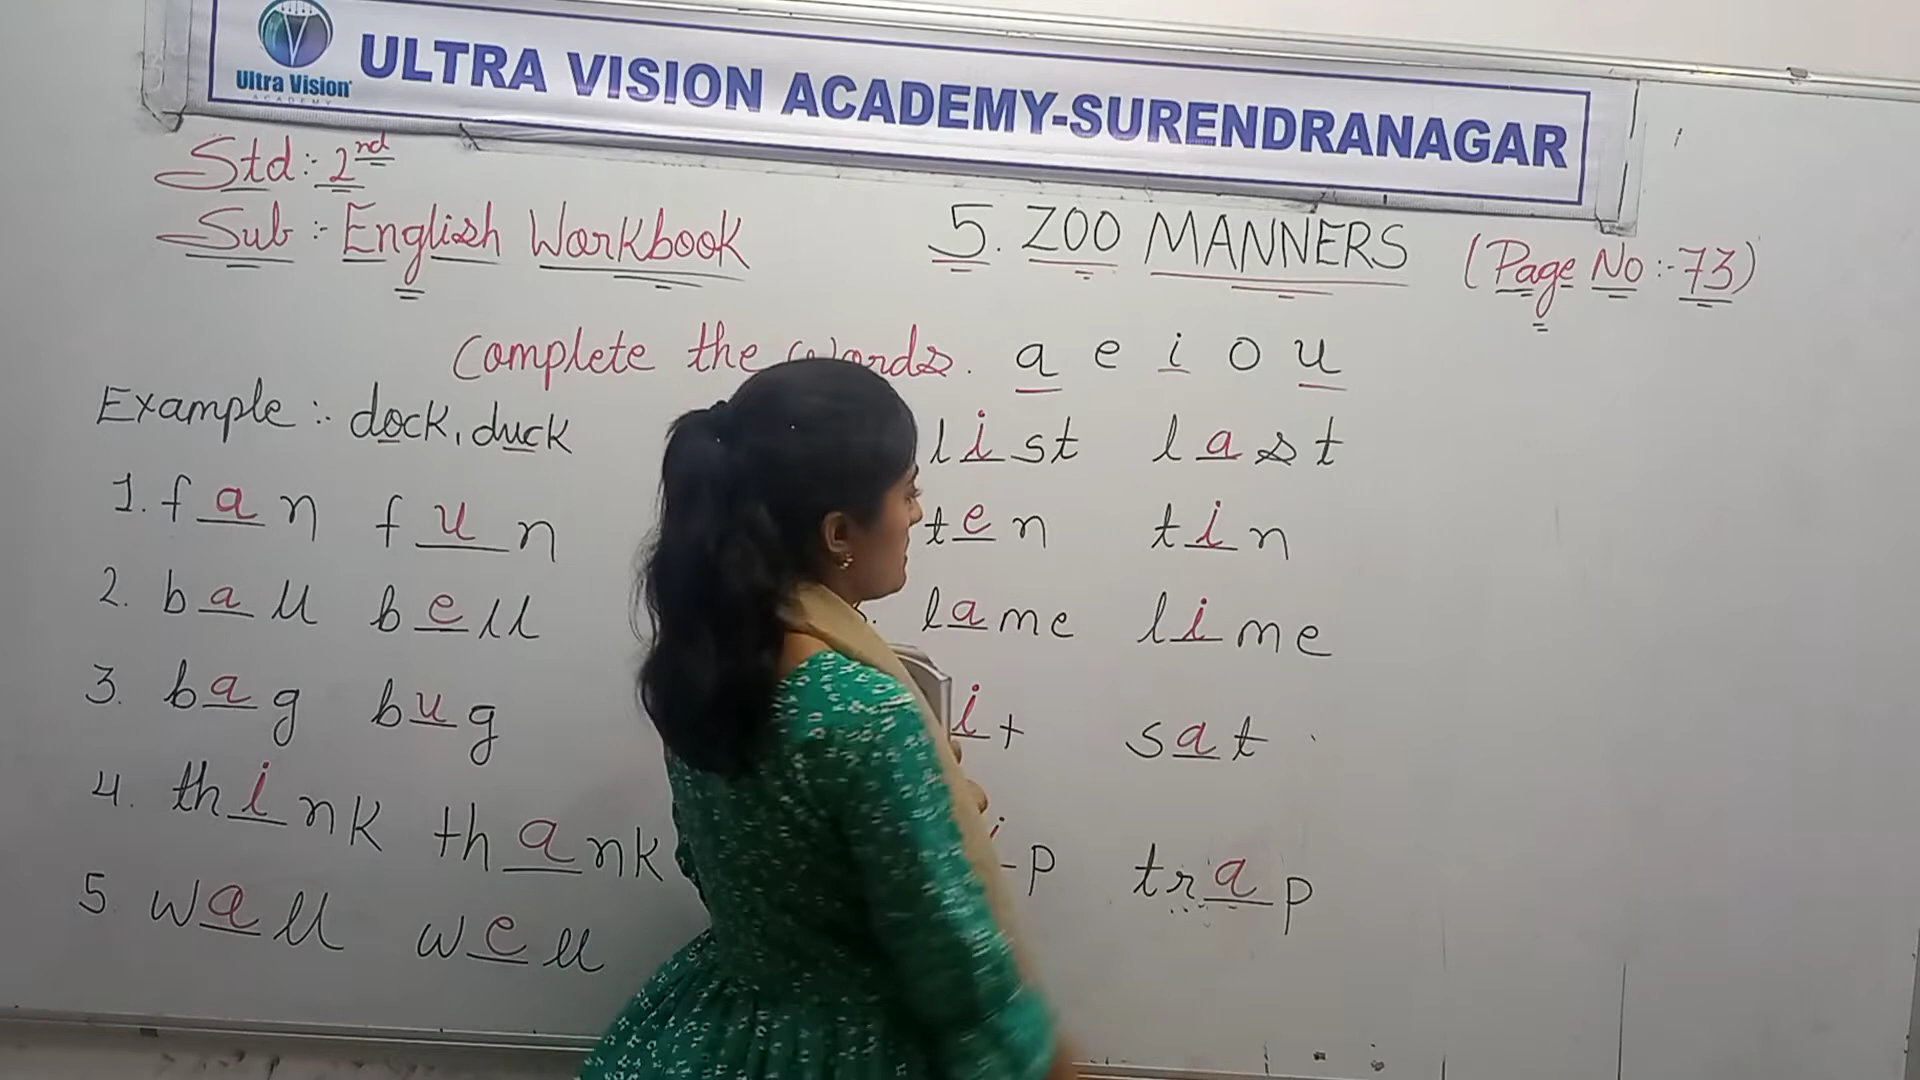 Ultra Vision
ACADEMY
ULTRA VISION ACADEMY-SURENDRANAGAR
Std:- 2nd
Sub:- English Workbook
5. ZOO MANNERS (Page No:-73)
Complete the Words. a e i o u
Example:- dock, duck
1. fan fun
2. ball bell
3. bag bug
4. think thank
5. wall well
list last
ten tin
lame lime
sat
trap